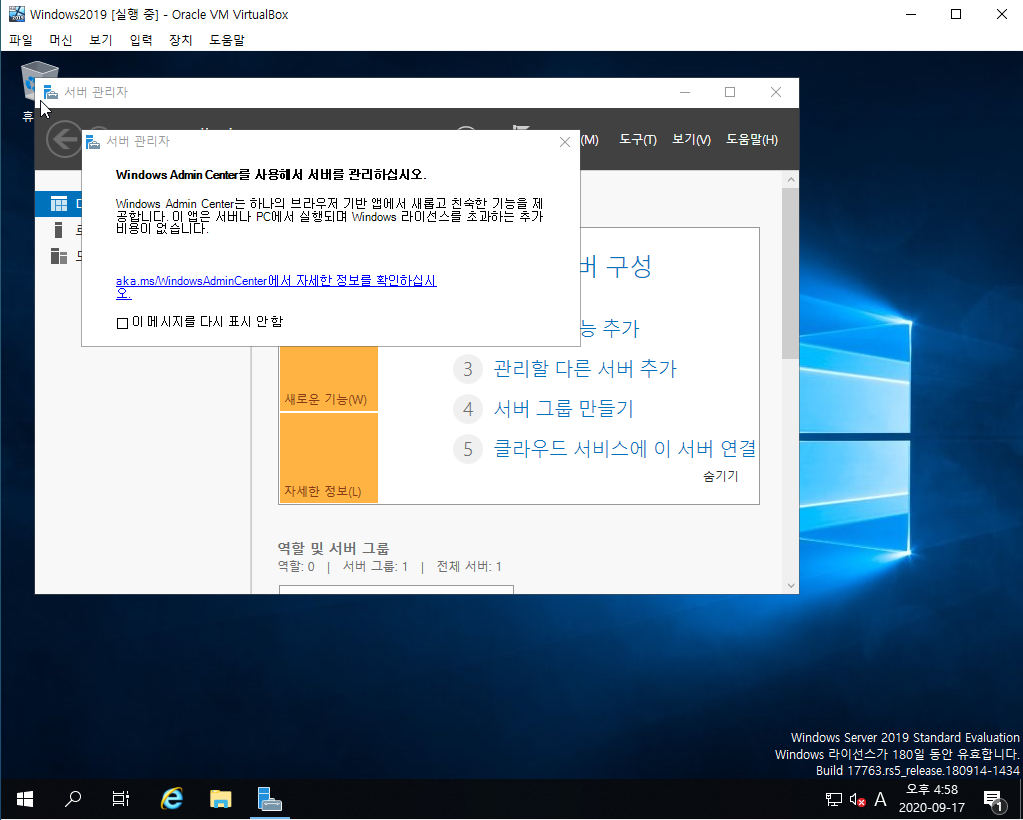 Windows2019 [실행 중] - Oracle VM VirtualBox
파일 머신 보기 입력 장치 도움말
휴
서버 관리자
(M) 도구(T) 보기(V) 도움말(H)
서버 관리자
Windows Admin Center를 사용해서 서버를 관리하십시오.
Windows Admin Center는 하나의 브라우저 기반 앱에서 새롭고 친숙한 기능을 제
공합니다. 이 앱은 서버나 PC에서 실행되며 Windows 라이선스를 초과하는 추가
비용이 없습니다.
aka.ms/WindowsAdminCenter에서 자세한 정보를 확인하십시
오.
이 메시지를 다시 표시 안 함
버 구성
능 추가
3 관리할 다른 서버 추가
새로운 기능(W)
4 서버 그룹 만들기
5 클라우드 서비스에 이 서버 연결
숨기기
자세한 정보(L)
역할 및 서버 그룹
역할: 0 | 서버 그룹: 1 | 전체 서버: 1
Windows Server 2019 Standard Evaluation
Windows 라이선스가 180일 동안 유효합니다.
Build 17763.rs5_release.180914-1434
A
오후 4:58
2020-09-17
1